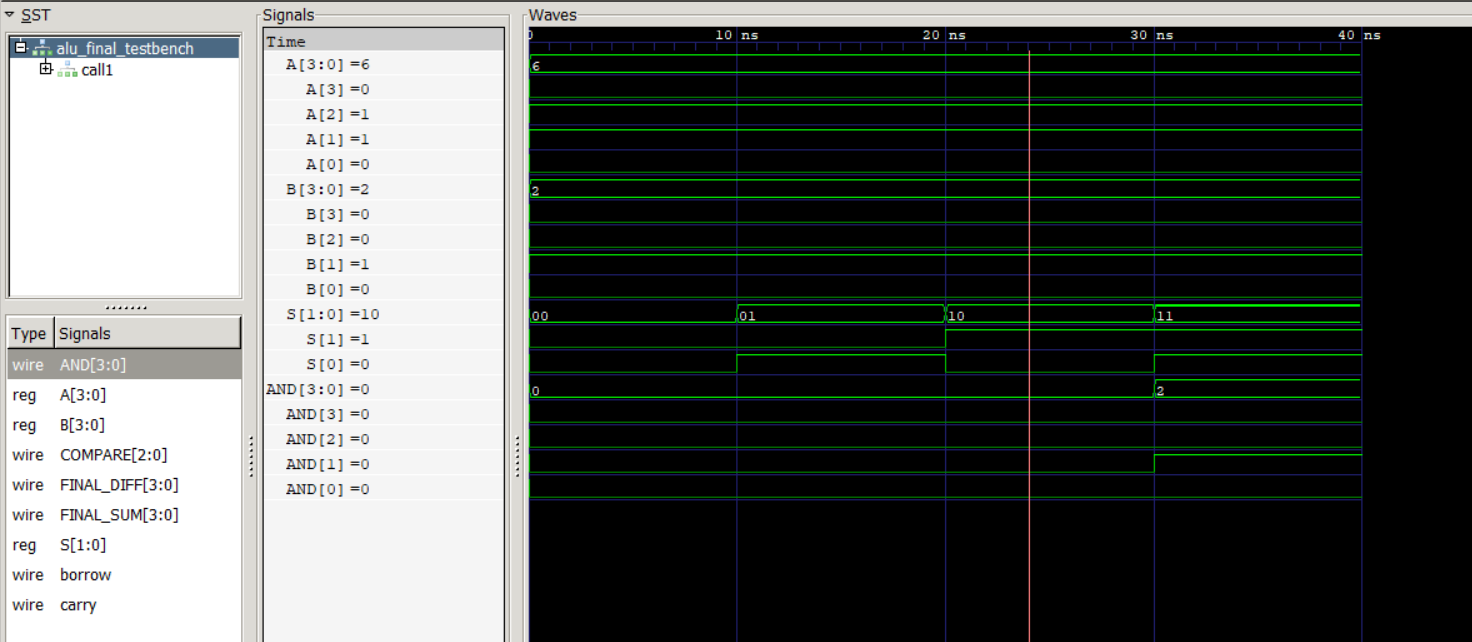 SST
alu_final_testbench
call1
Type Signals
wire AND[3:0]
reg A[3:0]
reg B[3:0]
wire COMPARE[2:0]
wire FINAL_DIFF[3:0]
wire FINAL_SUM[3:0]
reg S[1:0]
wire borrow
wire carry
Signals
Time
A[3:0] =6
A[3] =0
A[2] =1
A[1] =1
A[0] =0
B[3:0] =2
B[3] =0
B[2] =0
B[1] =1
B[0] =0
S[1:0] =10
S[1] =1
S[0] =0
AND[3:0] =0
AND[3] =0
AND[2] =0
AND[1] =0
AND[0] =0
Waves
0 10 ns 20 ns 30 ns 40 ns
6
2
00 01 10 11
0 2